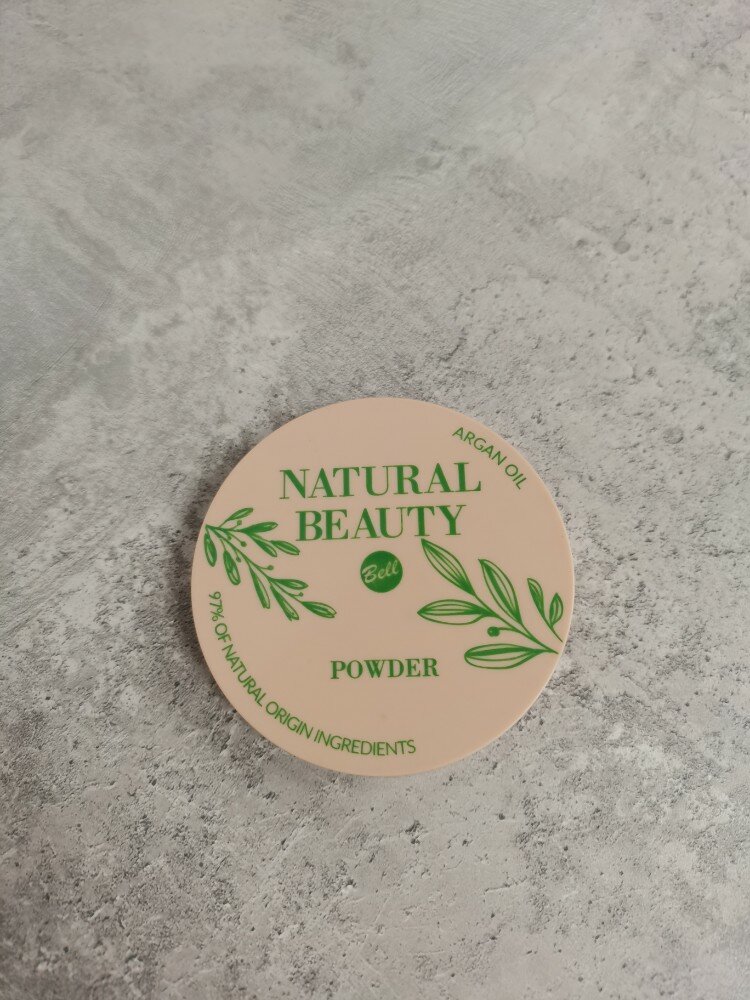 ARGAN OIL
NATURAL
BEAUTY
Bell
POWDER
97% OF NATURAL ORIGIN INGREDIENTS